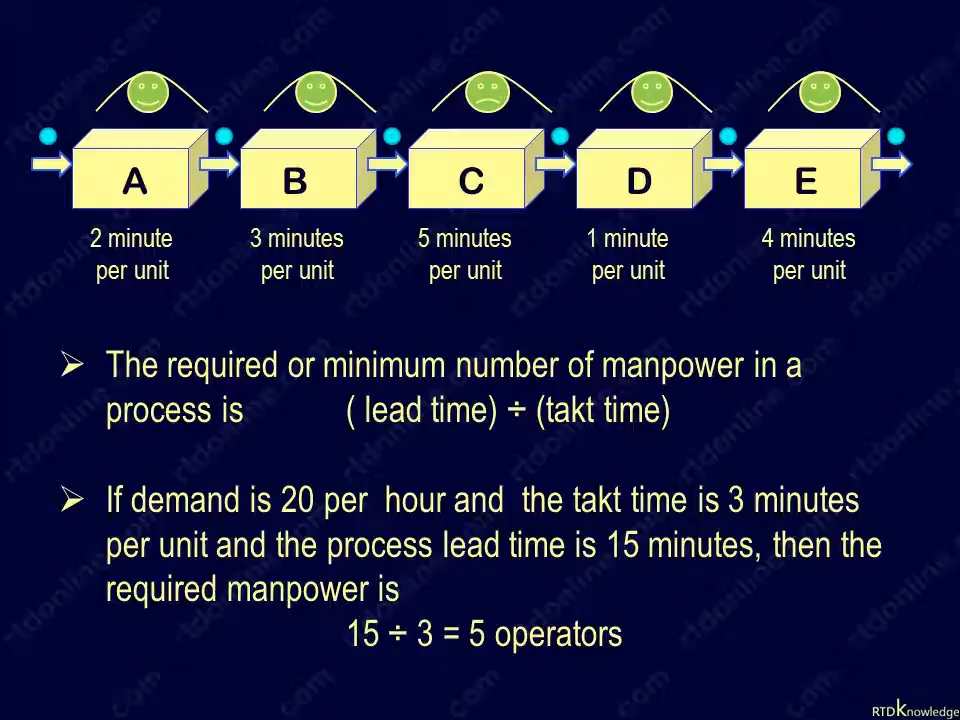 A B C D E
2 minute 3 minutes 5 minutes 1 minute 4 minutes
per unit per unit per unit per unit per unit
➢ The required or minimum number of manpower in a
process is ( lead time) ÷ (takt time)
➢ If demand is 20 per hour and the takt time is 3 minutes
per unit and the process lead time is 15 minutes, then the
required manpower is
15 ÷ 3 = 5 operators
RTDknowledge
rtdonline.com